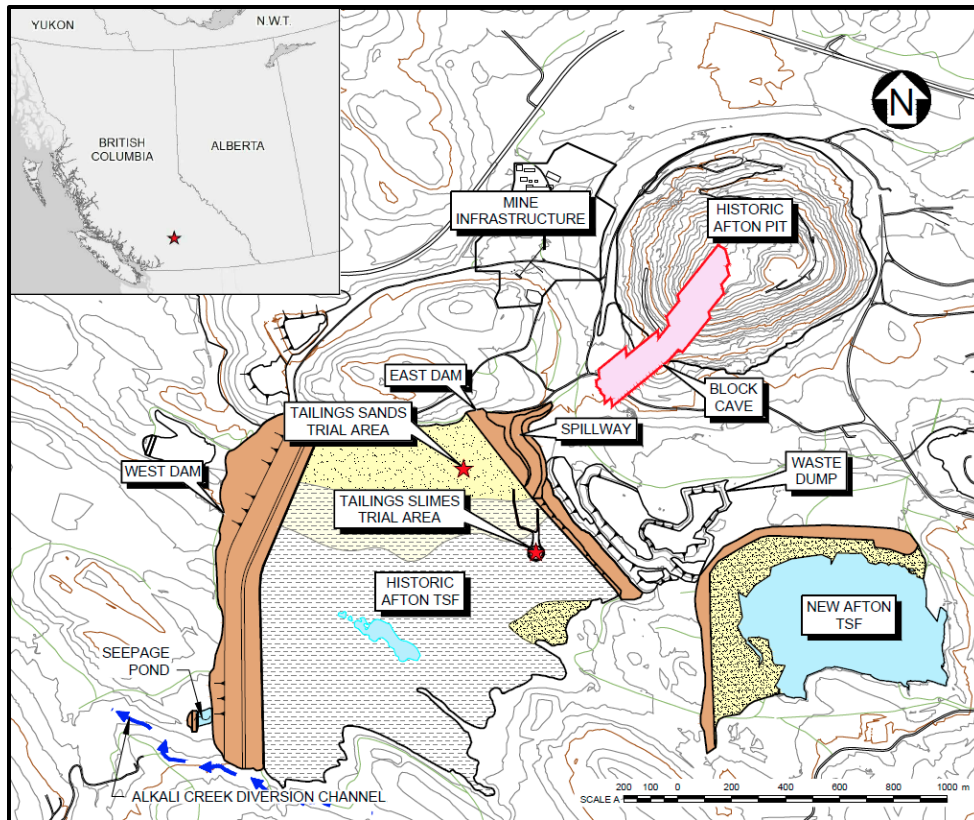 YUKON
N.W.T.
BRITISH
COLUMBIA
ALBERTA
N
MINE
INFRASTRUCTURE
HISTORIC
AFTON PIT
EAST DAM
BLOCK
CAVE
TAILINGS SANDS
TRIAL AREA
SPILLWAY
WEST DAM
WASTE
DUMP
TAILINGS SLIMES
TRIAL AREA
HISTORIC
AFTON TSF
NEW AFTON
TSF
SEEPAGE
POND
ALKALI CREEK DIVERSION CHANNEL
200 100 0 200 400 600 800 1000 m
SCALE A